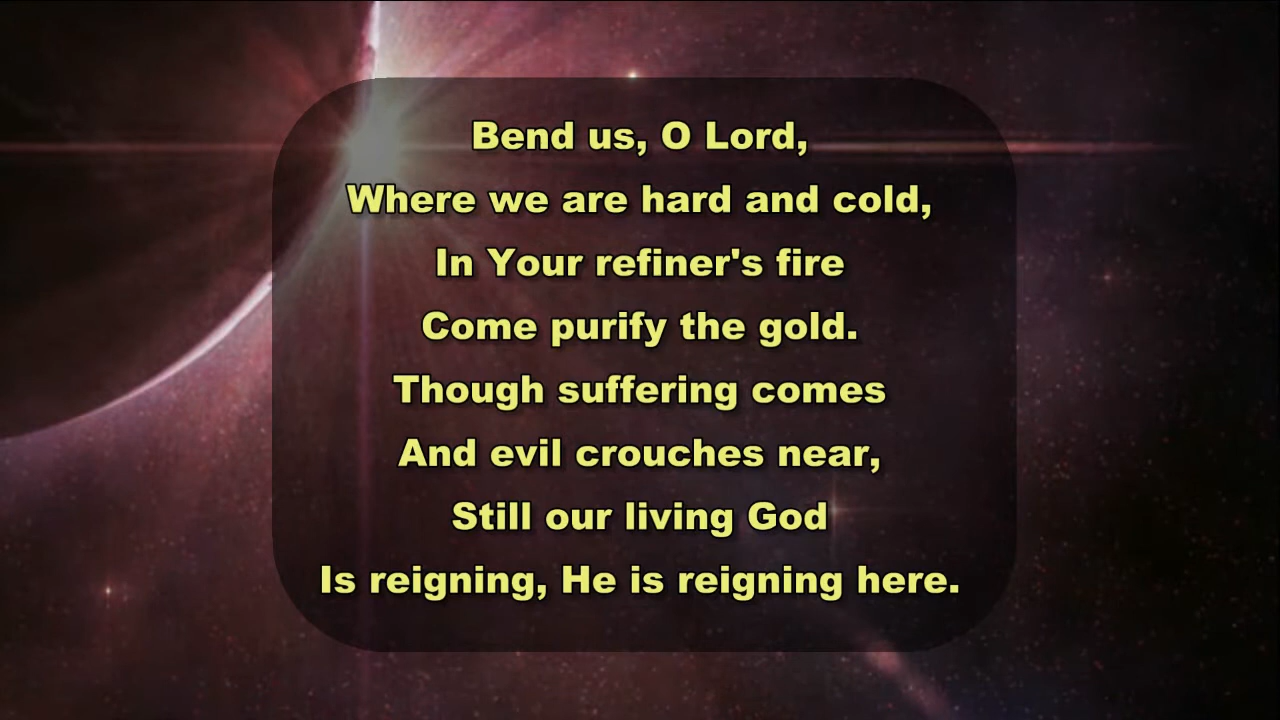 Bend us, O Lord,
Where we are hard and cold,
In Your refiner's fire
Come purify the gold.
Though suffering comes
And evil crouches near,
Still our living God
Is reigning, He is reigning here.